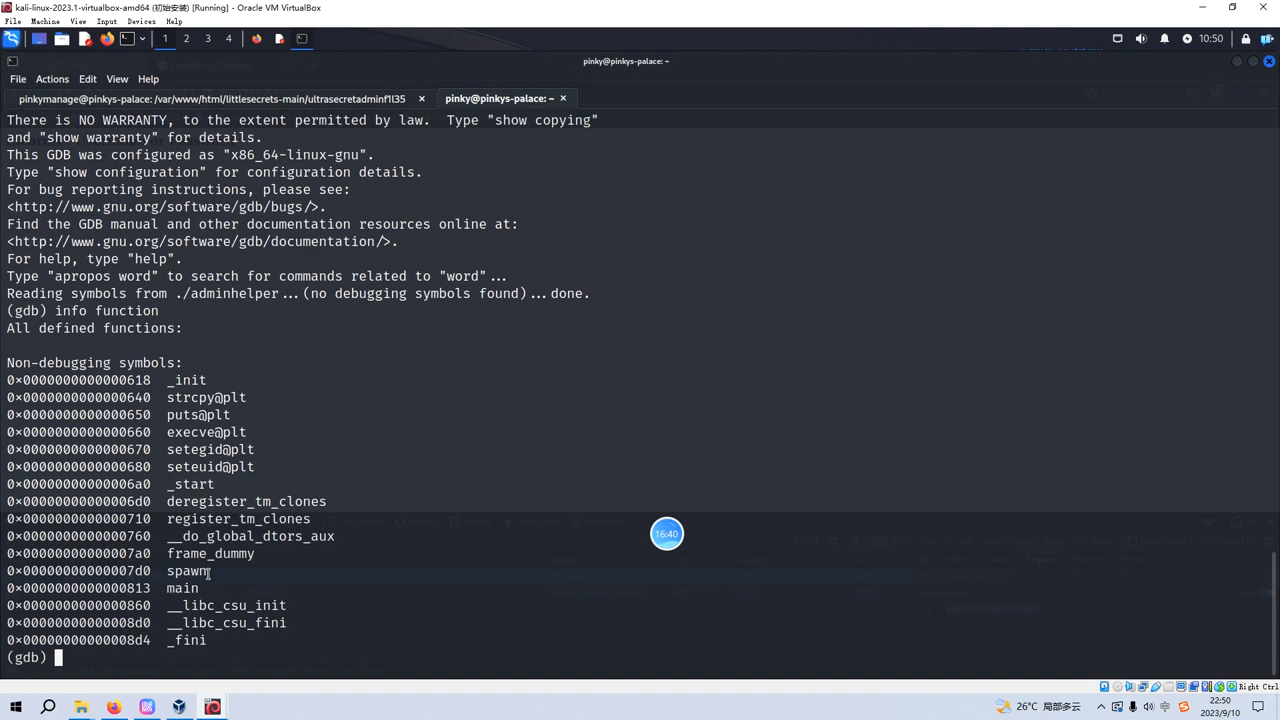 kali-linux-2023.1-virtualbox-amd64 (初始安装) [Running] - Oracle VM VirtualBox
File Machine View Input Devices Help
1 2 3 4 10:50
pinky@pinkys-palace: ~
File Actions Edit View Help
pinkymanage@pinkys-palace: /var/www/html/littlesecrets-main/ultrasecretadminf1l35 pinky@pinkys-palace: ~
There is NO WARRANTY, to the extent permitted by law.  Type "show copying"
and "show warranty" for details.
This GDB was configured as "x86_64-linux-gnu".
Type "show configuration" for configuration details.
For bug reporting instructions, please see:
<http://www.gnu.org/software/gdb/bugs/>.
Find the GDB manual and other documentation resources online at:
<http://www.gnu.org/software/gdb/documentation/>.
For help, type "help".
Type "apropos word" to search for commands related to "word"...
Reading symbols from ./adminhelper...(no debugging symbols found)...done.
(gdb) info function
All defined functions:
Non-debugging symbols:
0x0000000000000618  _init
0x0000000000000640  strcpy@plt
0x0000000000000650  puts@plt
0x0000000000000660  execve@plt
0x0000000000000670  setegid@plt
0x0000000000000680  seteuid@plt
0x00000000000006a0  _start
0x00000000000006d0  deregister_tm_clones
0x0000000000000710  register_tm_clones
0x0000000000000760  __do_global_dtors_aux
0x00000000000007a0  frame_dummy
0x00000000000007d0  spawn
0x0000000000000813  main
0x0000000000000860  __libc_csu_init
0x00000000000008d0  __libc_csu_fini
0x00000000000008d4  _fini
(gdb)
16:40
Right Ctrl
26°C 局部多云 中 22:50
2023/9/10